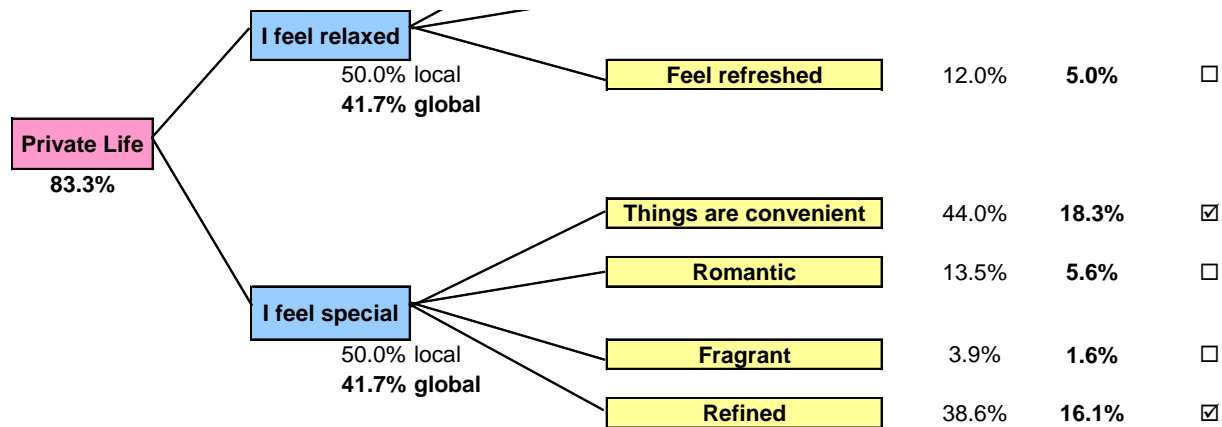 I feel relaxed
50.0% local
41.7% global
Feel refreshed 12.0% 5.0% ☐
Private Life
83.3%
Things are convenient 44.0% 18.3% ☑
Romantic 13.5% 5.6% ☐
I feel special
50.0% local
41.7% global
Fragrant 3.9% 1.6% ☐
Refined 38.6% 16.1% ☑